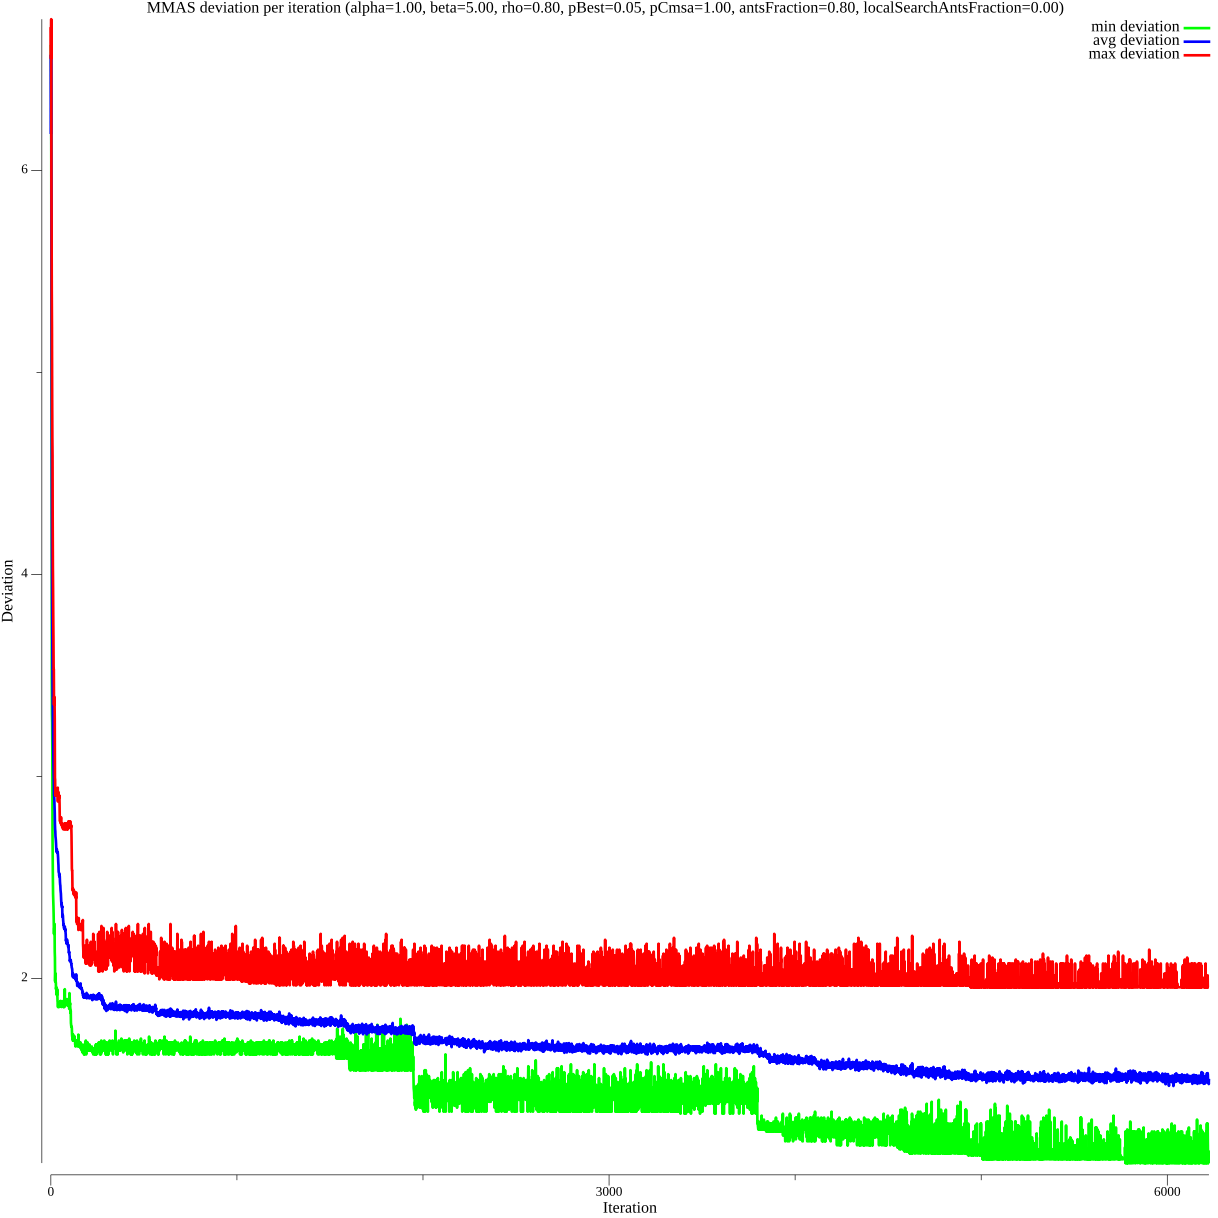 MMAS deviation per iteration (alpha=1.00, beta=5.00, rho=0.80, pBest=0.05, pCmsa=1.00, antsFraction=0.80, localSearchAntsFraction=0.00)
min deviation
avg deviation
max deviation
6
4
2
Deviation
0
3000
6000
Iteration